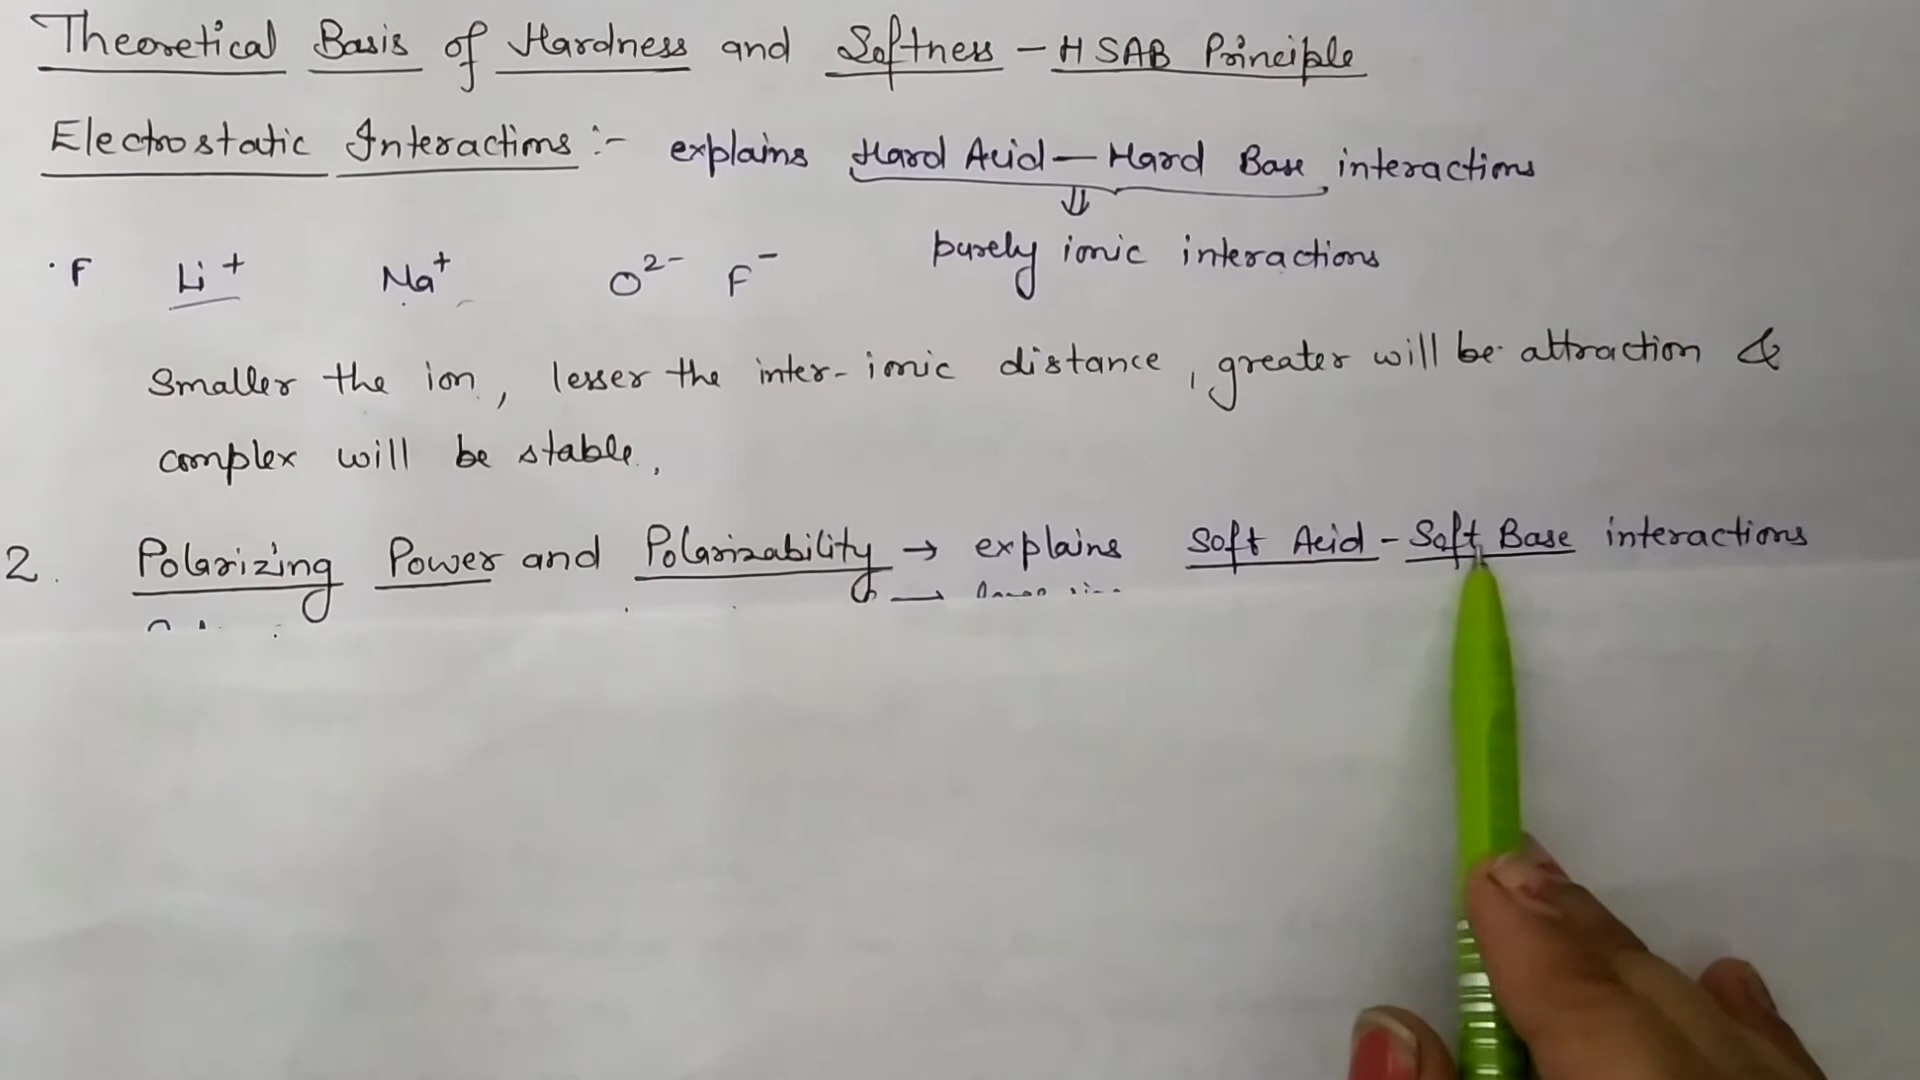 Theoretical Basis of Hardness and Softness - HSAB Principle
Electrostatic Interactions :- explains Hard Acid — Hard Base interactions
⇓
purely ionic interactions
F Li+ Na+ O2- F-
Smaller the ion, lesser the inter-ionic distance, greater will be attraction &
complex will be stable.
2. Polarizing Power and Polarizability → explains Soft Acid - Soft Base interactions